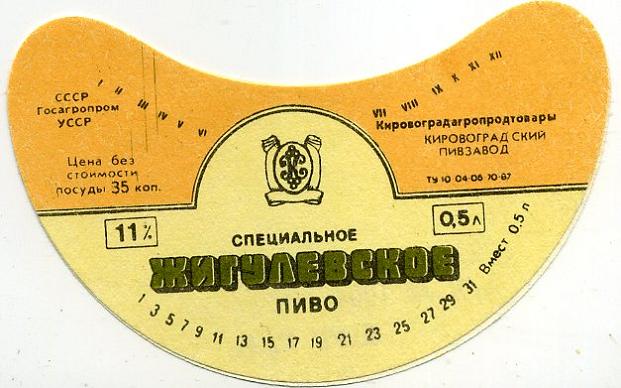 СССР
Госагропром
УССР
I II III IV V VI
Цена без
стоимости
посуды 35 коп.
VII VIII IX X XI XII
Кировоградагропродтовары
КИРОВОГРАДСКИЙ
ПИВЗАВОД
ТУ 10-04-06-70-87
11%
0,5 л
СПЕЦИАЛЬНОЕ
ЖИГУЛЕВСКОЕ
ПИВО
1 3 5 7 9 11 13 15 17 19 21 23 25 27 29 31 Вмест 0.5 л